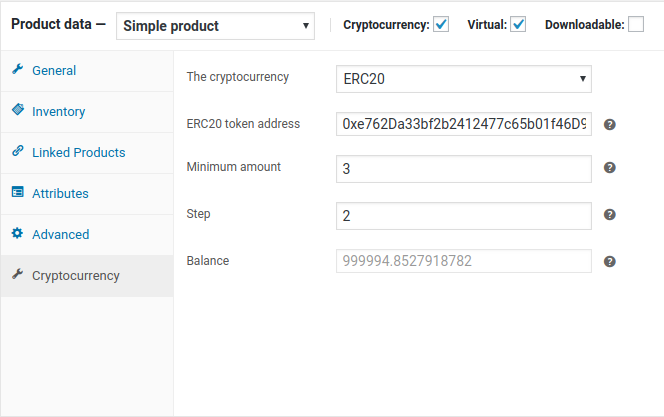 Product data — Simple product Cryptocurrency: Virtual: Downloadable:
General
Inventory
Linked Products
Attributes
Advanced
Cryptocurrency
The cryptocurrency ERC20
ERC20 token address 0xe762Da33bf2b2412477c65b01f46D9
Minimum amount 3
Step 2
Balance 999994.8527918782